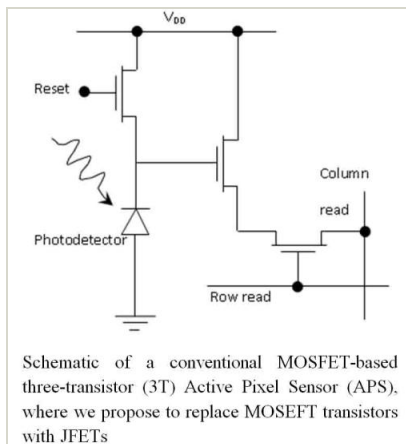 V_DD
Reset
Column
read
Photodetector
Row read
Schematic of a conventional MOSFET-based
three-transistor (3T) Active Pixel Sensor (APS),
where we propose to replace MOSEFT transistors
with JFETs